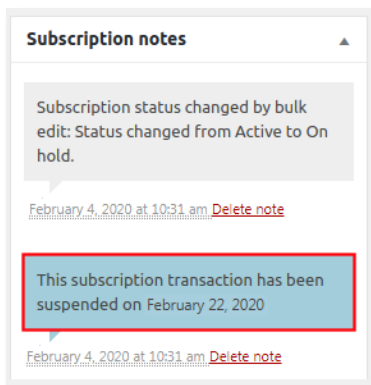 Subscription notes
Subscription status changed by bulk
edit: Status changed from Active to On
hold.
February 4, 2020 at 10:31 am Delete note
This subscription transaction has been
suspended on February 22, 2020
February 4, 2020 at 10:31 am Delete note